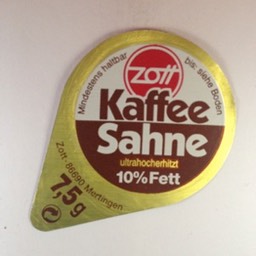 Mindestens haltbar bis: siehe Boden
Zott
Kaffee
Sahne
ultrahocherhitzt
10% Fett
Zott · 86690 Mertingen
7,5 g